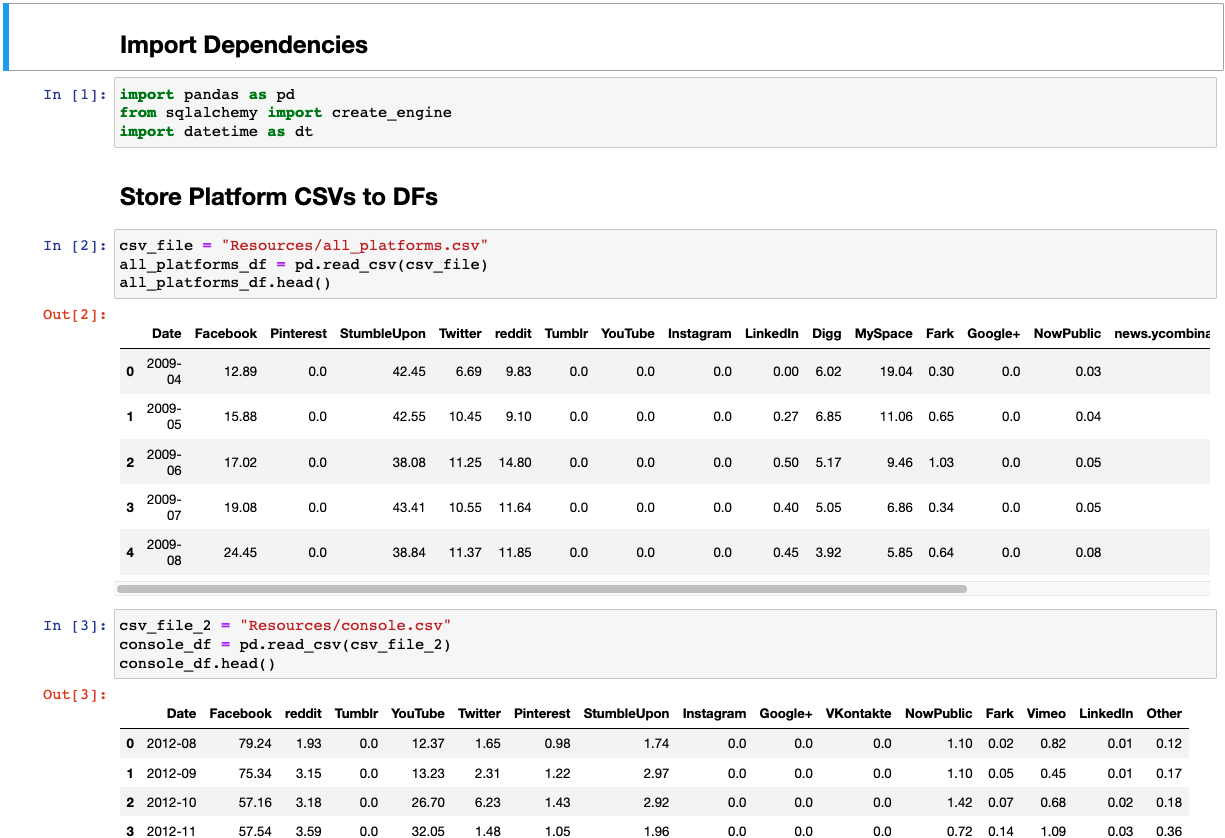 Import Dependencies
In [1]: import pandas as pd
from sqlalchemy import create_engine
import datetime as dt
Store Platform CSVs to DFs
In [2]: csv_file = "Resources/all_platforms.csv"
all_platforms_df = pd.read_csv(csv_file)
all_platforms_df.head()
Out[2]:
Date Facebook Pinterest StumbleUpon Twitter reddit Tumblr YouTube Instagram LinkedIn Digg MySpace Fark Google+ NowPublic news.ycombina
0 2009-04 12.89 0.0 42.45 6.69 9.83 0.0 0.0 0.0 0.00 6.02 19.04 0.30 0.0 0.03
1 2009-05 15.88 0.0 42.55 10.45 9.10 0.0 0.0 0.0 0.27 6.85 11.06 0.65 0.0 0.04
2 2009-06 17.02 0.0 38.08 11.25 14.80 0.0 0.0 0.0 0.50 5.17 9.46 1.03 0.0 0.05
3 2009-07 19.08 0.0 43.41 10.55 11.64 0.0 0.0 0.0 0.40 5.05 6.86 0.34 0.0 0.05
4 2009-08 24.45 0.0 38.84 11.37 11.85 0.0 0.0 0.0 0.45 3.92 5.85 0.64 0.0 0.08
In [3]: csv_file_2 = "Resources/console.csv"
console_df = pd.read_csv(csv_file_2)
console_df.head()
Out[3]:
Date Facebook reddit Tumblr YouTube Twitter Pinterest StumbleUpon Instagram Google+ VKontakte NowPublic Fark Vimeo LinkedIn Other
0 2012-08 79.24 1.93 0.0 12.37 1.65 0.98 1.74 0.0 0.0 0.0 1.10 0.02 0.82 0.01 0.12
1 2012-09 75.34 3.15 0.0 13.23 2.31 1.22 2.97 0.0 0.0 0.0 1.10 0.05 0.45 0.01 0.17
2 2012-10 57.16 3.18 0.0 26.70 6.23 1.43 2.92 0.0 0.0 0.0 1.42 0.07 0.68 0.02 0.18
3 2012-11 57.54 3.59 0.0 32.05 1.48 1.05 1.96 0.0 0.0 0.0 0.72 0.14 1.09 0.03 0.36